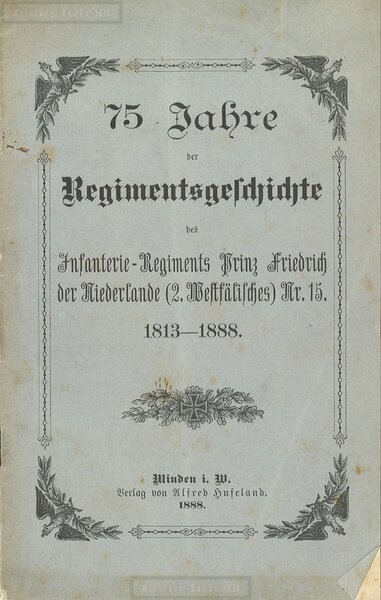 75 Jahre
der
Regimentsgeschichte
des
Infanterie-Regiments Prinz Friedrich
der Niederlande (2. Westfälisches) Nr. 15.
1813—1888.
Minden i. W.
Verlag von Alfred Hufeland.
1888.